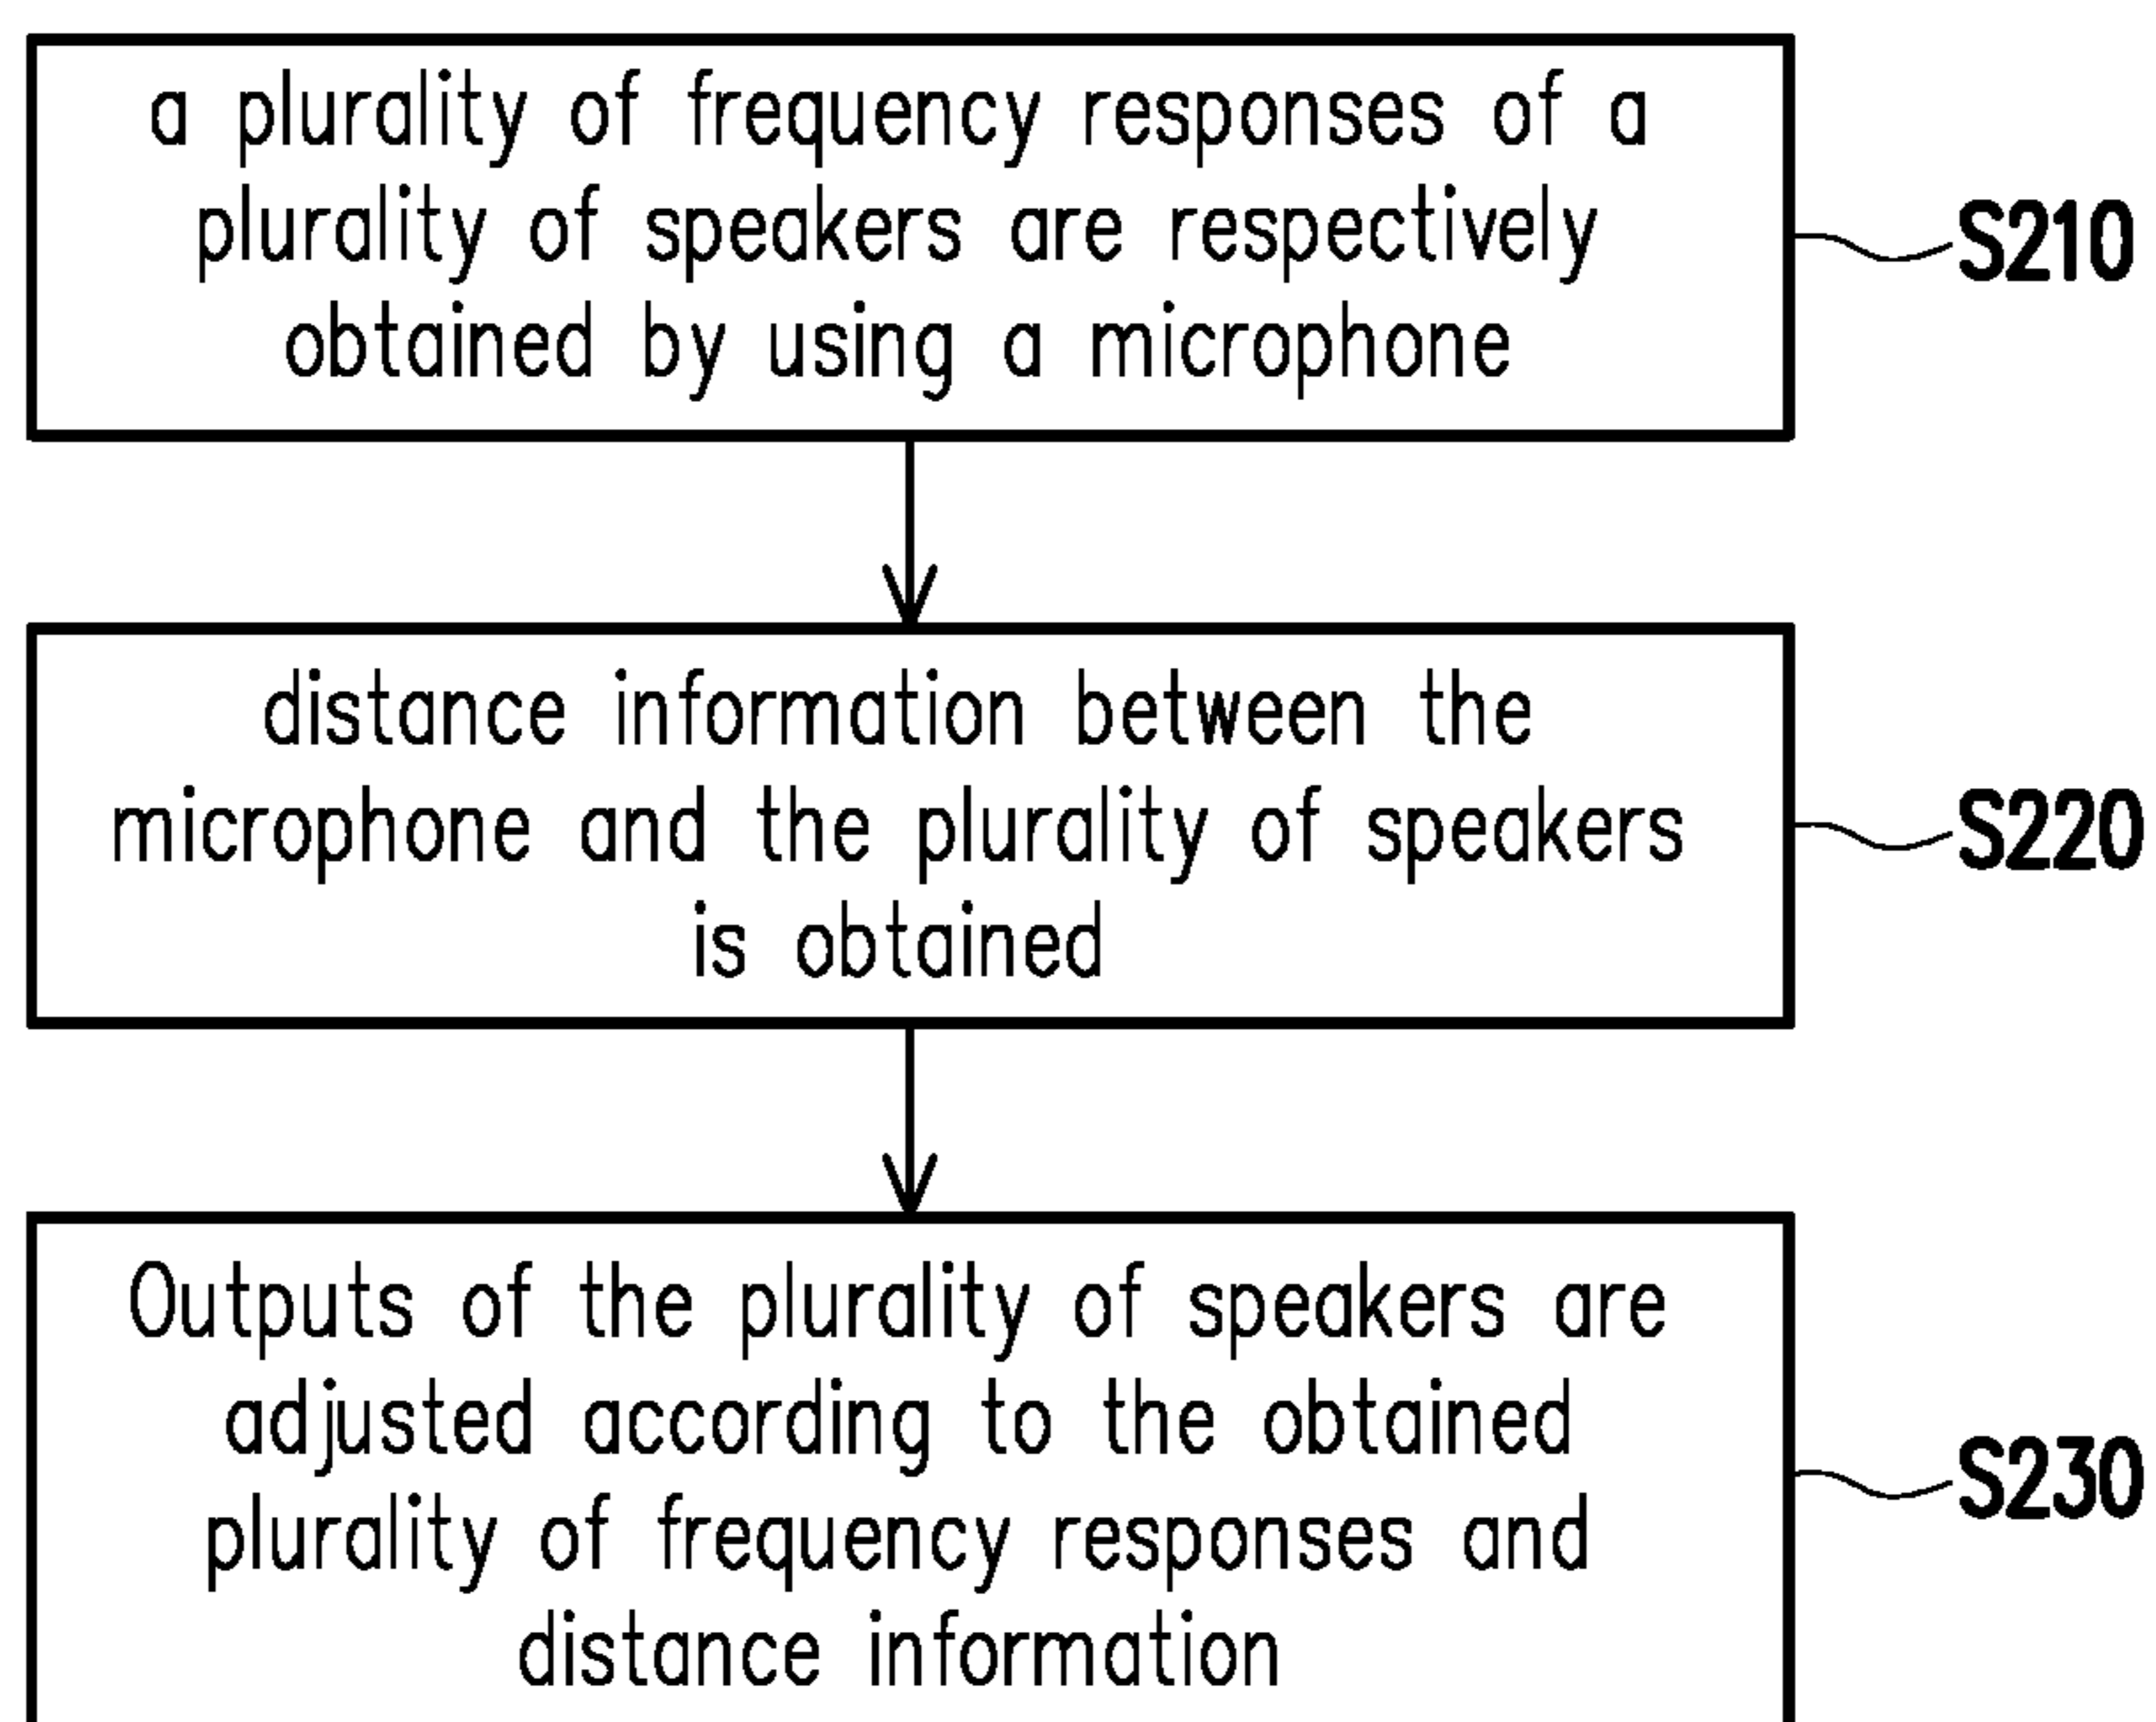 a plurality of frequency responses of a
plurality of speakers are respectively
obtained by using a microphone
S210
distance information between the
microphone and the plurality of speakers
is obtained
S220
Outputs of the plurality of speakers are
adjusted according to the obtained
plurality of frequency responses and
distance information
S230